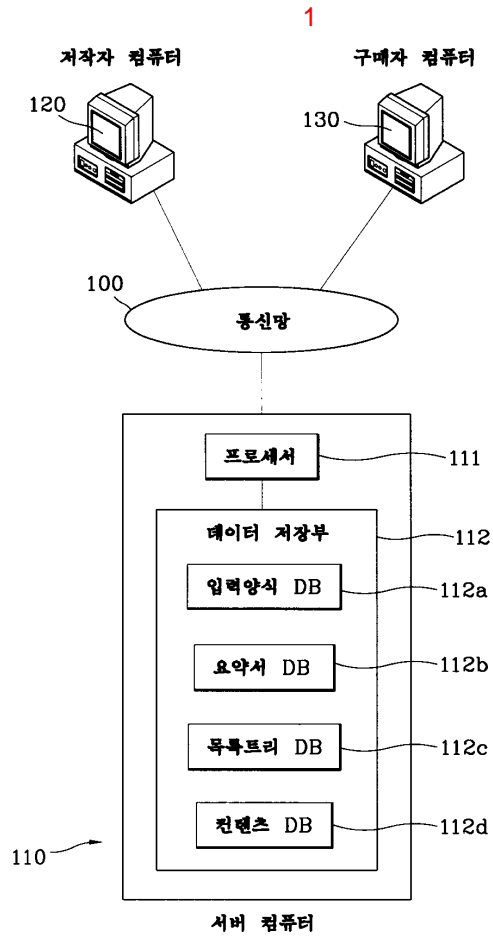 1
저작자 컴퓨터
구매자 컴퓨터
120
130
100
통신망
프로세서
111
데이터 저장부
112
입력양식 DB
112a
요약서 DB
112b
목록트리 DB
112c
컨텐츠 DB
112d
110
서버 컴퓨터